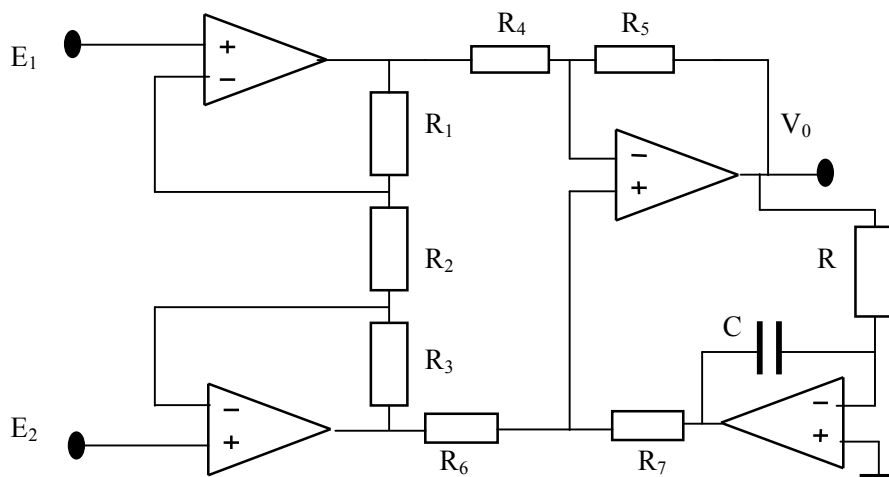 R₄ R₅
E₁ + −
R₁ V₀
− +
R₂ R
C
R₃
− −
E₂ + +
R₆ R₇